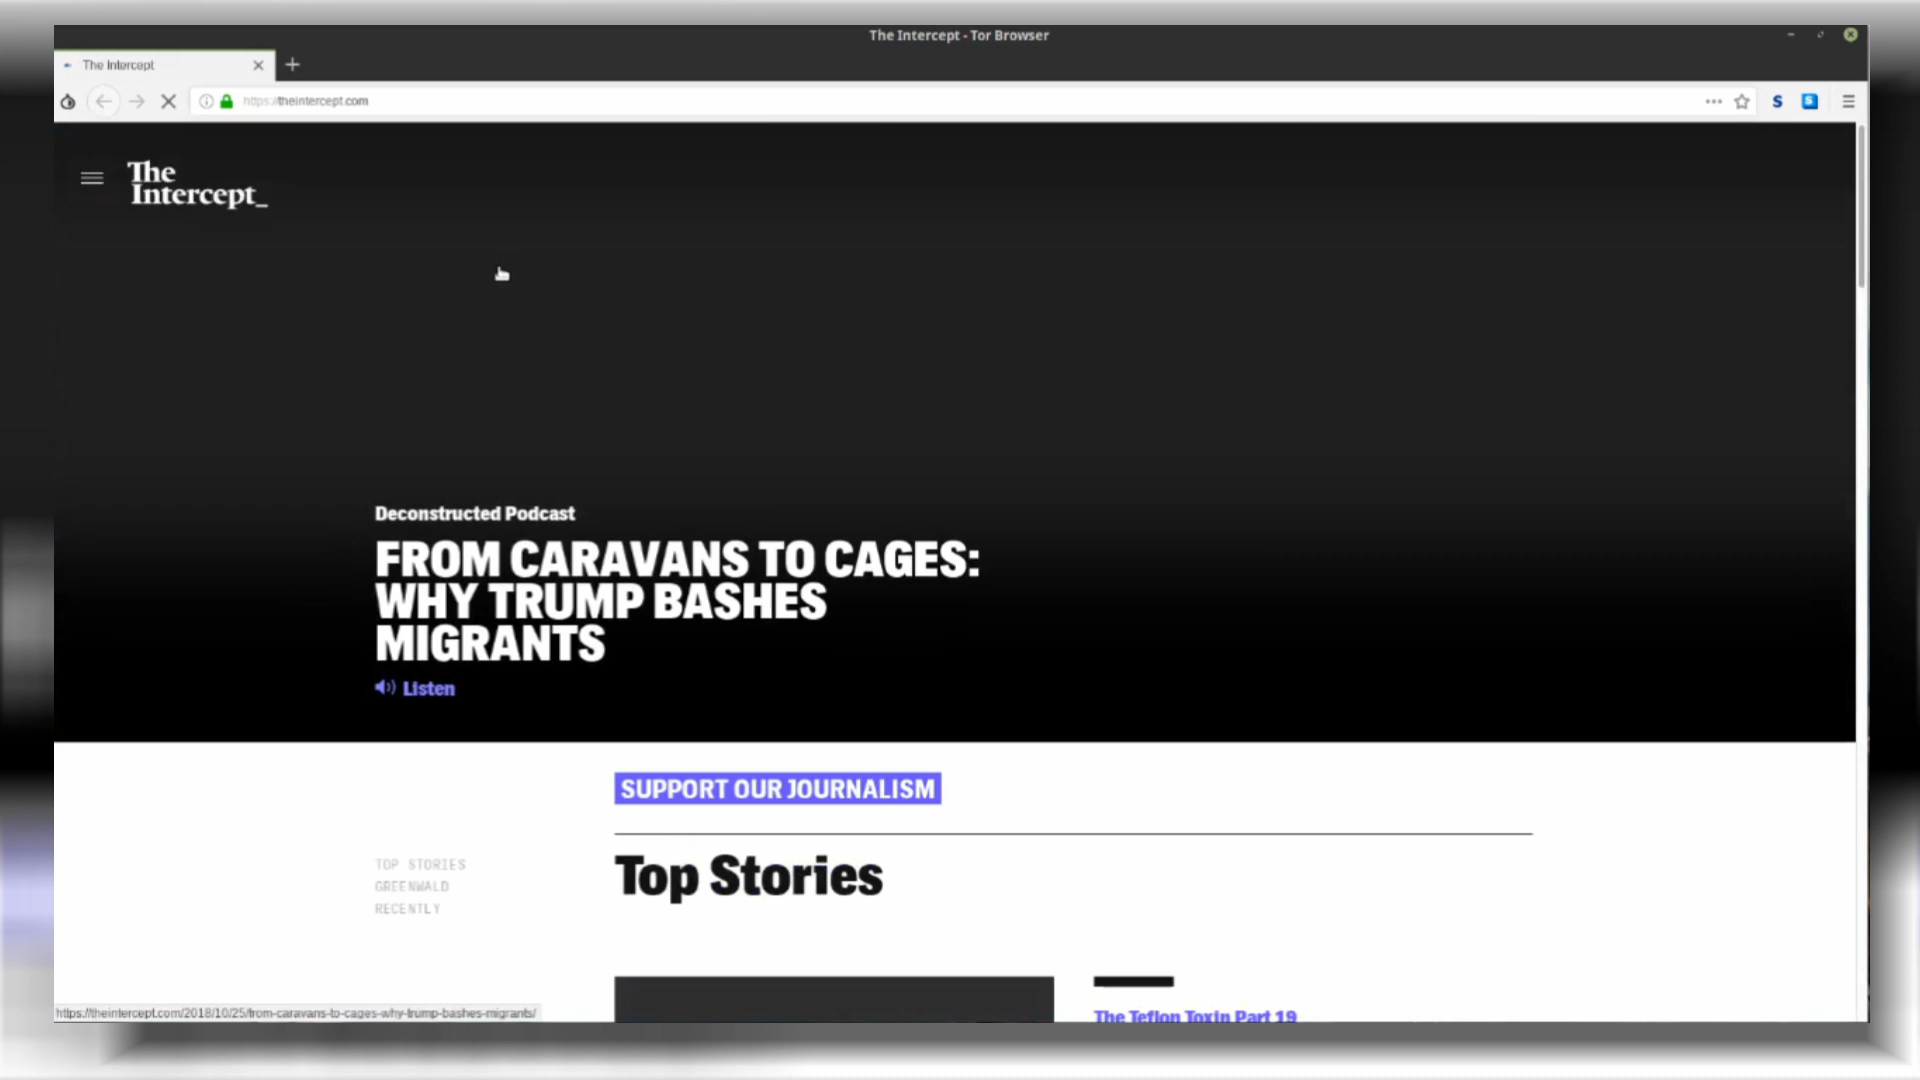 The Intercept - Tor Browser
The Intercept
https://theintercept.com
The
Intercept_
Deconstructed Podcast
FROM CARAVANS TO CAGES:
WHY TRUMP BASHES
MIGRANTS
Listen
SUPPORT OUR JOURNALISM
TOP STORIES
GREENWALD
RECENTLY
Top Stories
The Teflon Toxin Part 19
https://theintercept.com/2018/10/25/from-caravans-to-cages-why-trump-bashes-migrants/